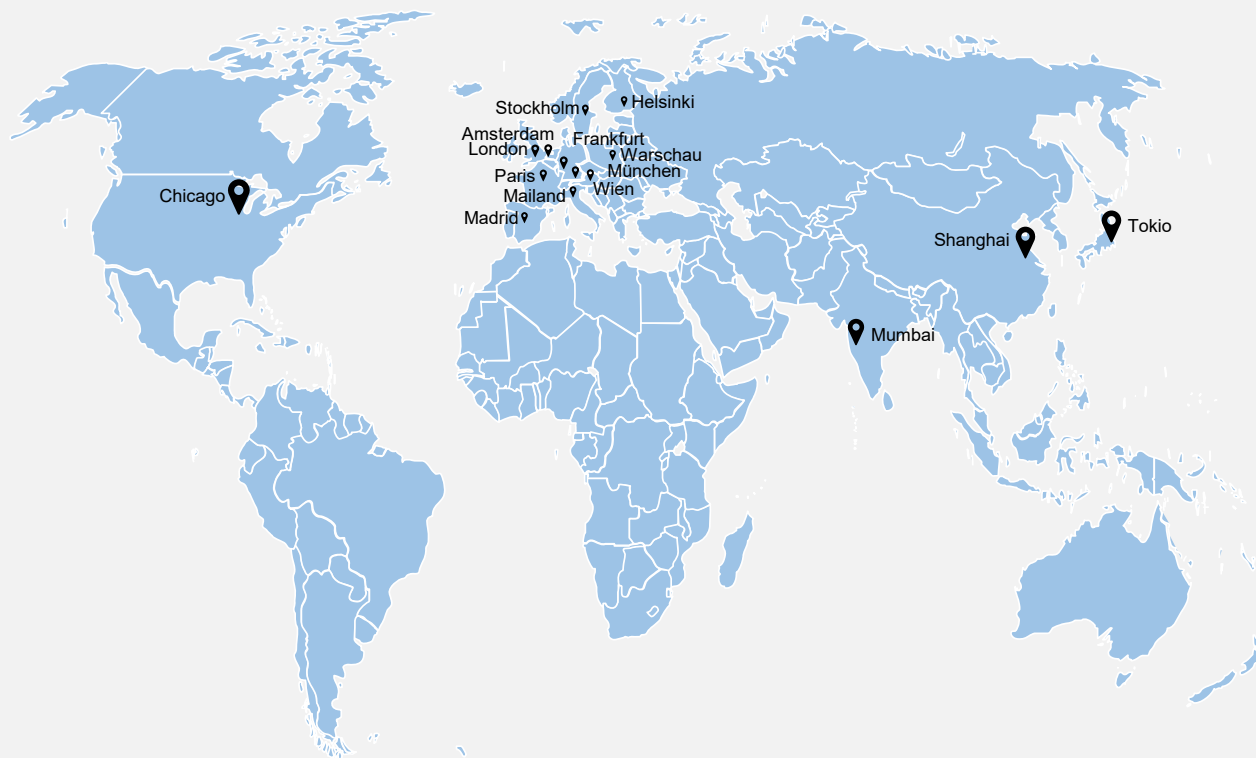 Helsinki
Stockholm
Amsterdam
Frankfurt
London
Warschau
München
Paris
Wien
Mailand
Chicago
Madrid
Tokio
Shanghai
Mumbai